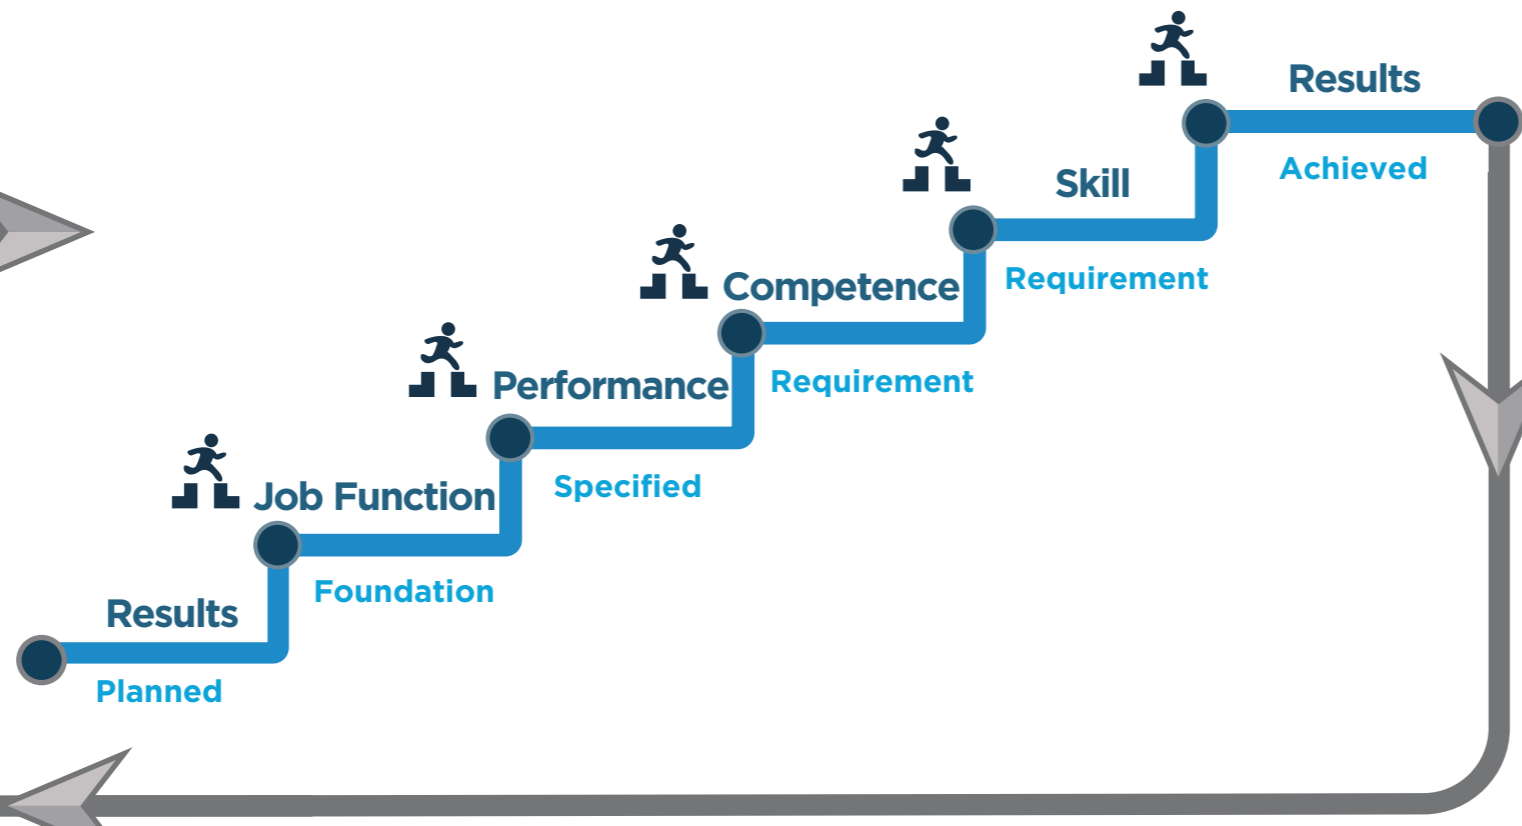 Results
Achieved
Skill
Requirement
Competence
Requirement
Performance
Specified
Job Function
Foundation
Results
Planned